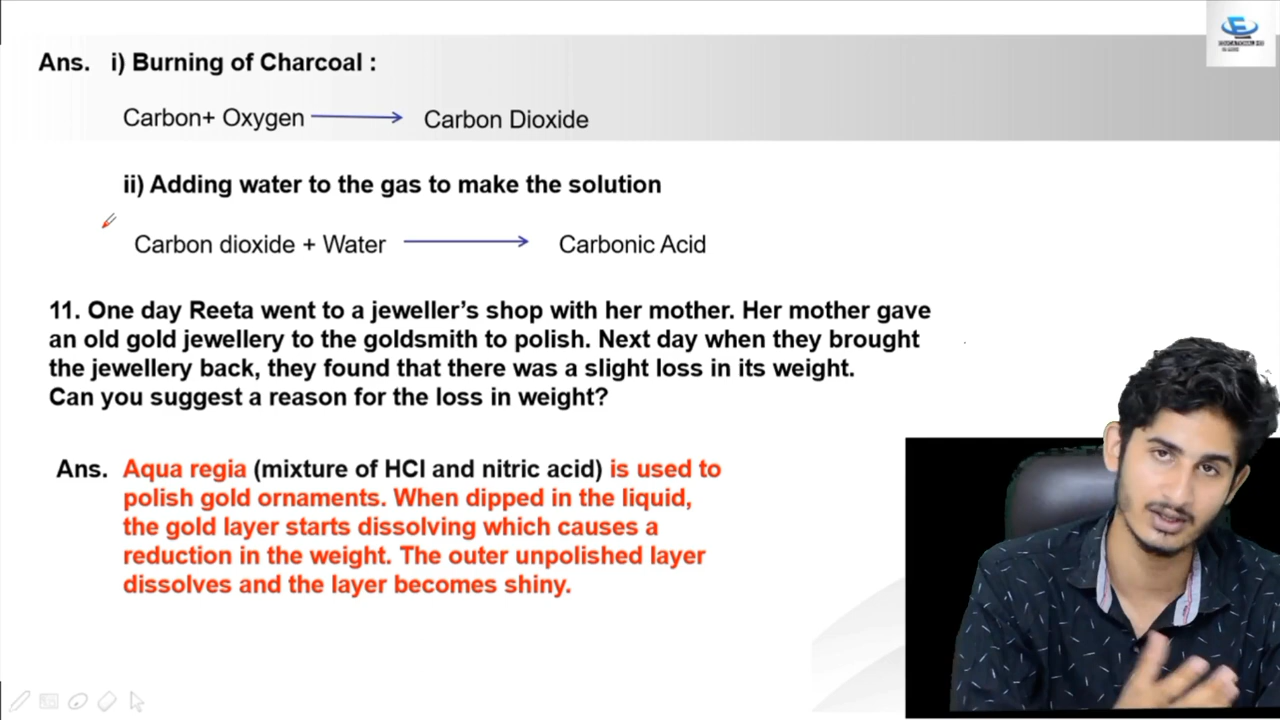 Ans. i) Burning of Charcoal :
Carbon+ Oxygen
Carbon Dioxide
ii) Adding water to the gas to make the solution
Carbon dioxide + Water
Carbonic Acid
11. One day Reeta went to a jeweller’s shop with her mother. Her mother gave
an old gold jewellery to the goldsmith to polish. Next day when they brought
the jewellery back, they found that there was a slight loss in its weight.
Can you suggest a reason for the loss in weight?
Ans. Aqua regia (mixture of HCl and nitric acid) is used to
polish gold ornaments. When dipped in the liquid,
the gold layer starts dissolving which causes a
reduction in the weight. The outer unpolished layer
dissolves and the layer becomes shiny.